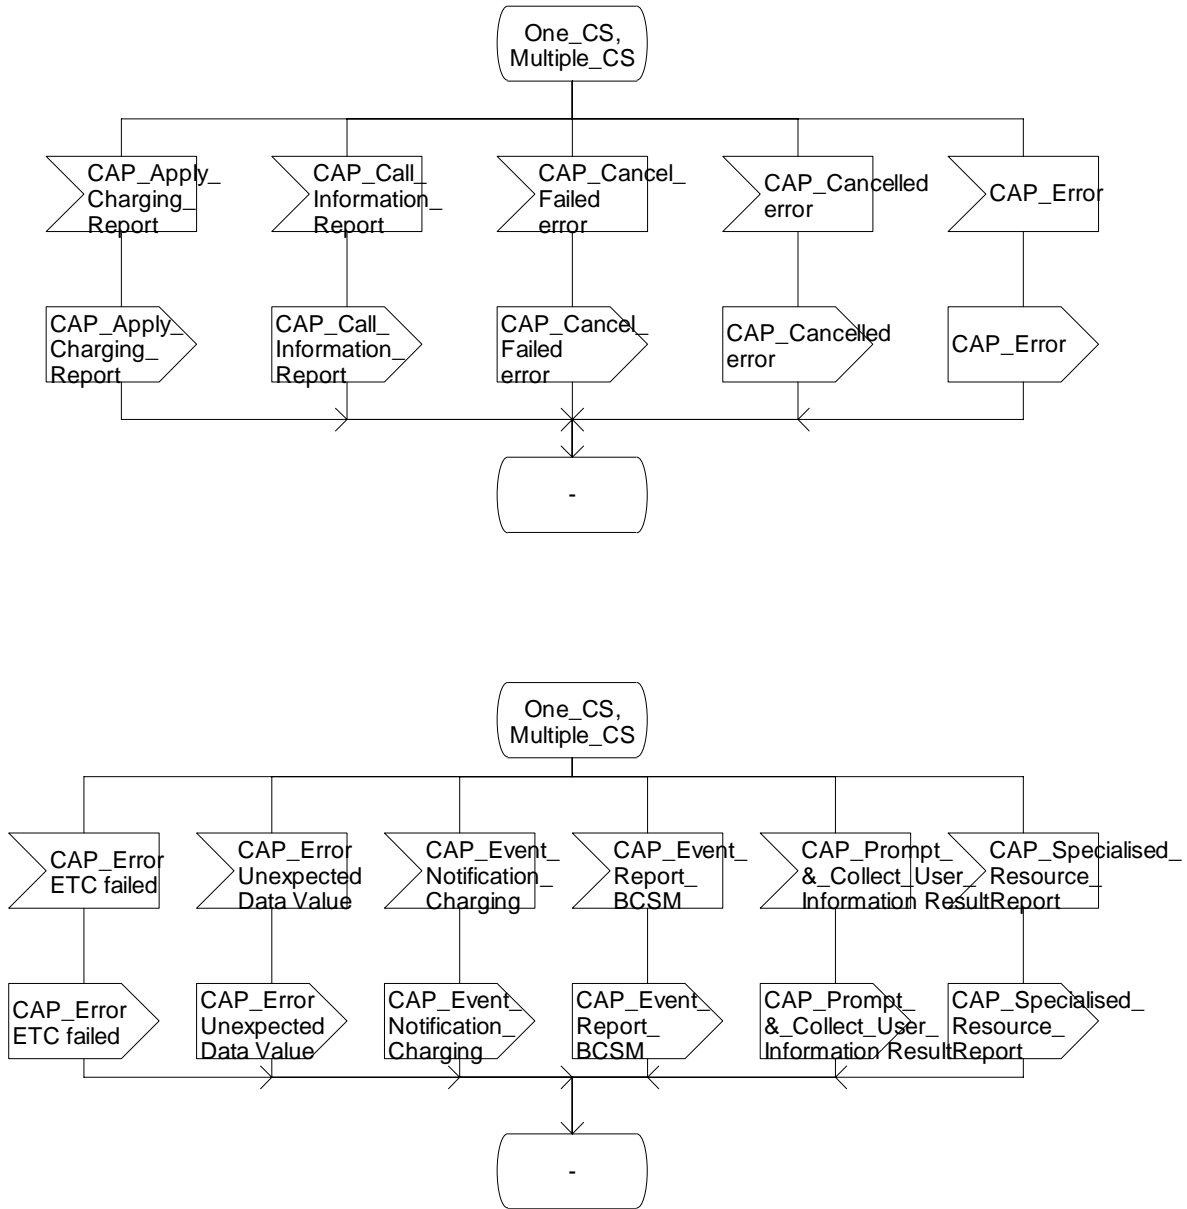 One_CS,
Multiple_CS
CAP_Apply_
Charging_
Report
CAP_Call_
Information_
Report
CAP_Cancel_
Failed
error
CAP_Cancelled
error
CAP_Error
CAP_Apply_
Charging_
Report
CAP_Call_
Information_
Report
CAP_Cancel_
Failed
error
CAP_Cancelled
error
CAP_Error
-
One_CS,
Multiple_CS
CAP_Error
ETC failed
CAP_Error
Unexpected
Data Value
CAP_Event_
Notification_
Charging
CAP_Event_
Report_
BCSM
CAP_Prompt_
&_Collect_User_
Information Result
CAP_Specialised_
Resource_
Report
CAP_Error
ETC failed
CAP_Error
Unexpected
Data Value
CAP_Event_
Notification_
Charging
CAP_Event_
Report_
BCSM
CAP_Prompt_
&_Collect_User_
Information Result
CAP_Specialised_
Resource_
Report
-